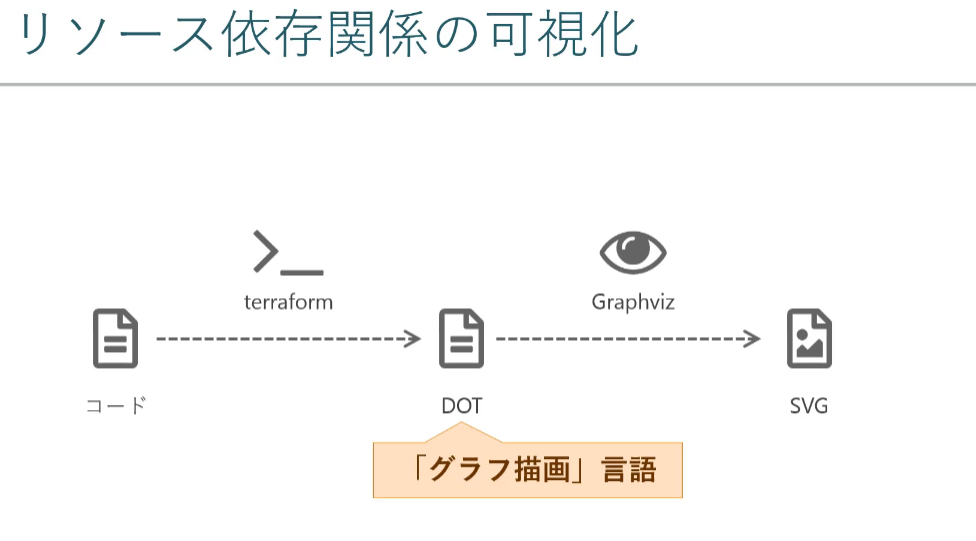 リソース依存関係の可視化
terraform
Graphviz
コード
DOT
SVG
「グラフ描画」言語